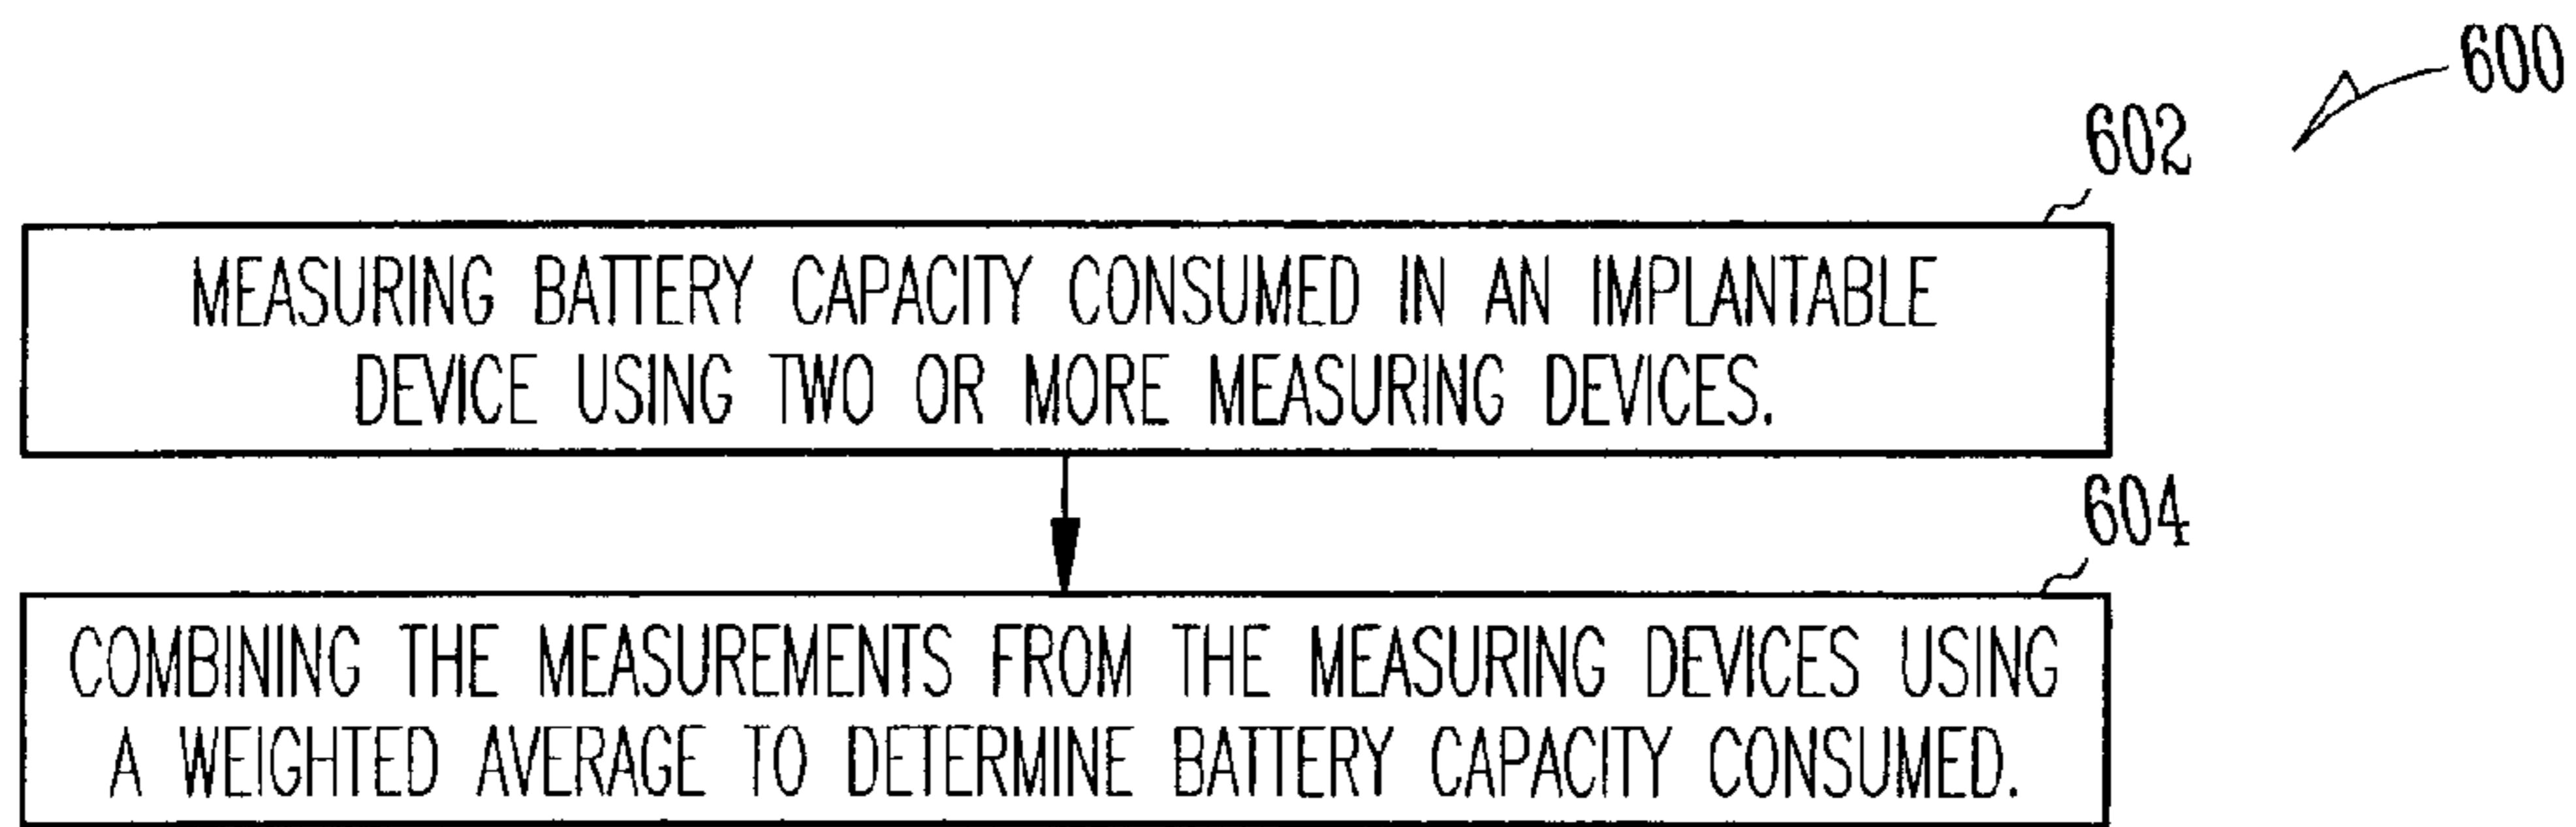 600
602
MEASURING BATTERY CAPACITY CONSUMED IN AN IMPLANTABLE
DEVICE USING TWO OR MORE MEASURING DEVICES.
604
COMBINING THE MEASUREMENTS FROM THE MEASURING DEVICES USING
A WEIGHTED AVERAGE TO DETERMINE BATTERY CAPACITY CONSUMED.